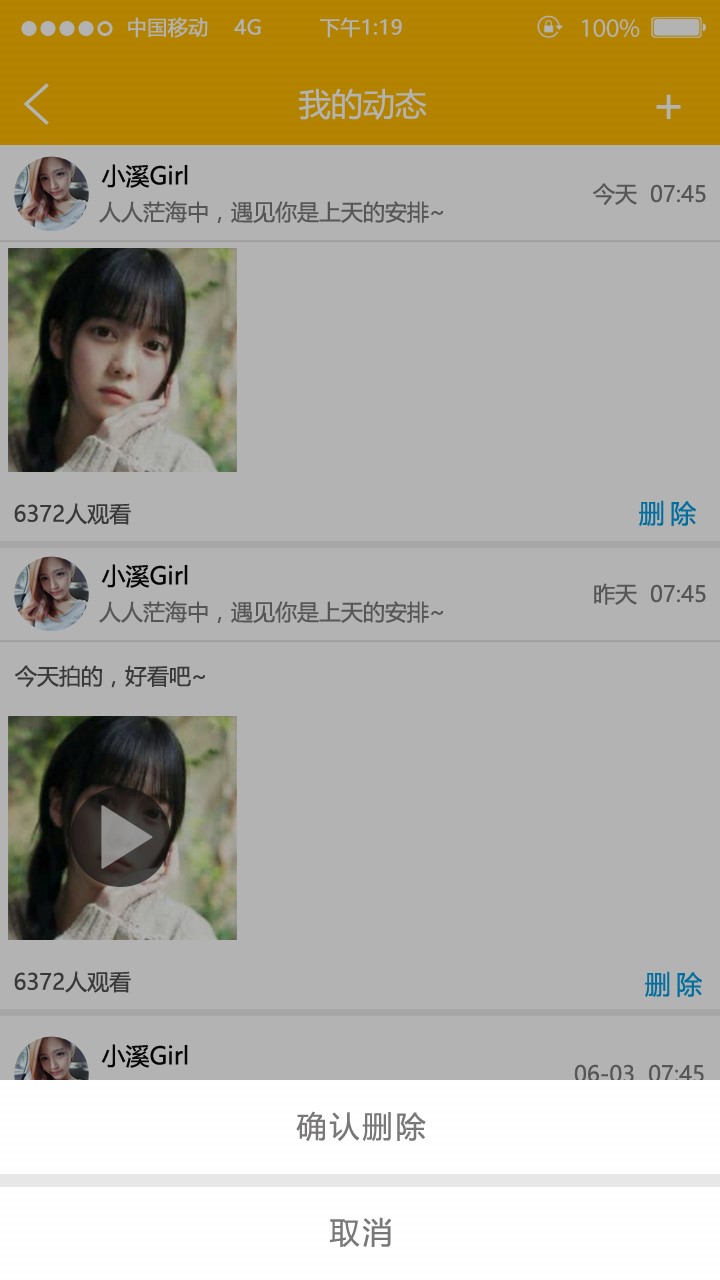 中国移动 4G 下午1:19 100%
我的动态 +
小溪Girl
人人茫海中，遇见你是上天的安排~
今天 07:45
6372人观看 删除
小溪Girl
人人茫海中，遇见你是上天的安排~
昨天 07:45
今天拍的，好看吧~
6372人观看 删除
小溪Girl
06-03 07:45
确认删除
取消